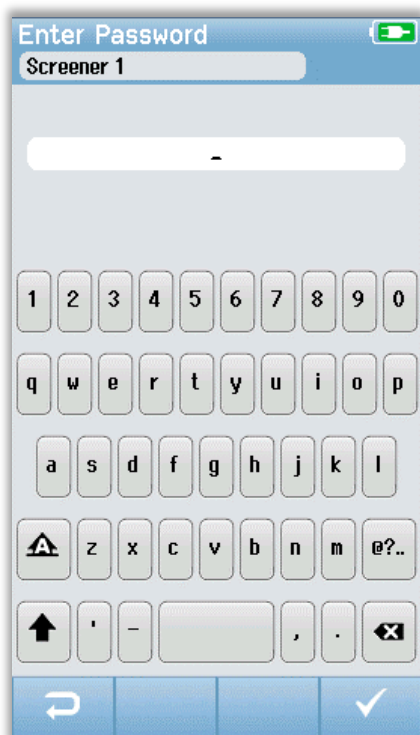 Enter Password
Screener 1
-
1 2 3 4 5 6 7 8 9 0
q w e r t y u i o p
a s d f g h j k l
A z x c v b n m @?..
' - , .